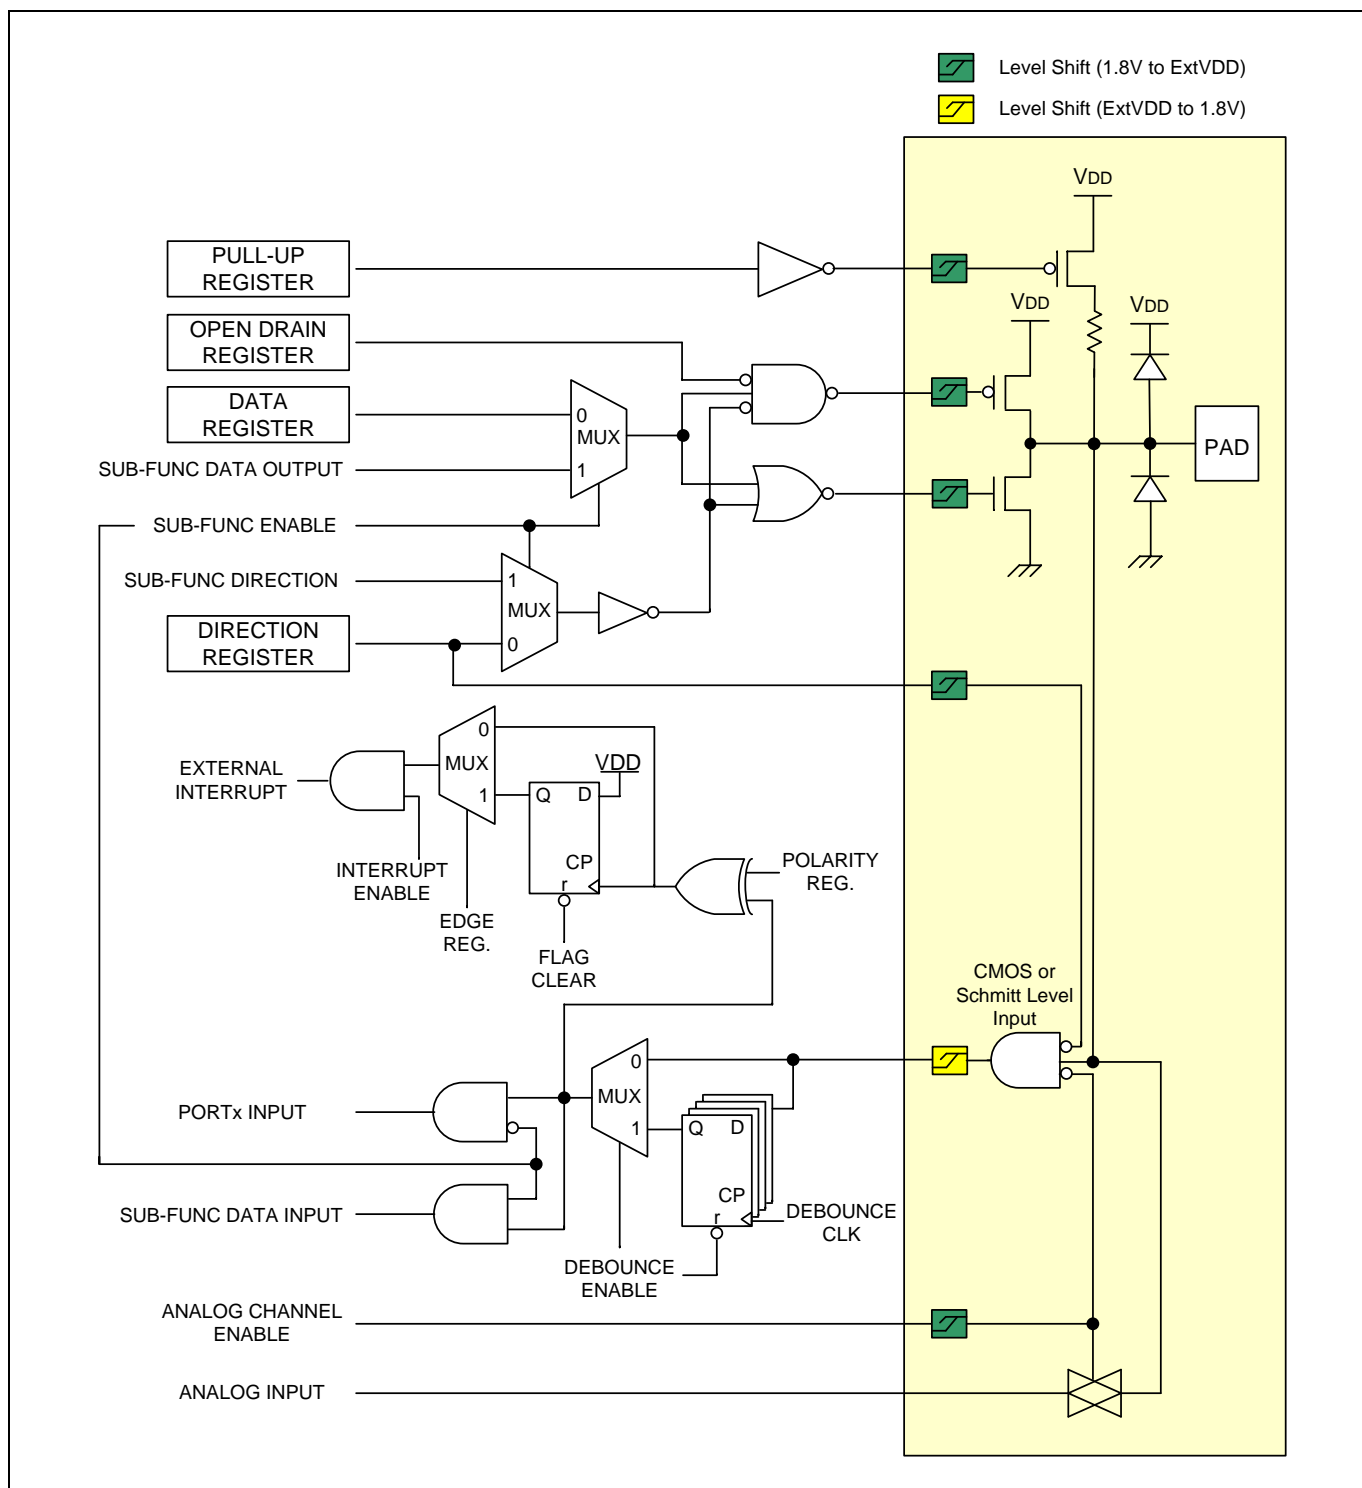 Level Shift (1.8V to ExtVDD)
Level Shift (ExtVDD to 1.8V)
VDD
PULL-UP
REGISTER
VDD
VDD
OPEN DRAIN
REGISTER
DATA
REGISTER
0
MUX
1
PAD
SUB-FUNC DATA OUTPUT
SUB-FUNC ENABLE
SUB-FUNC DIRECTION
1
MUX
0
DIRECTION
REGISTER
EXTERNAL
INTERRUPT
0
MUX
1
VDD
Q D
CP
r
POLARITY
REG.
INTERRUPT
ENABLE
EDGE
REG.
FLAG
CLEAR
CMOS or
Schmitt Level
Input
0
MUX
1
Q D
CP
r
PORTx INPUT
SUB-FUNC DATA INPUT
DEBOUNCE
CLK
DEBOUNCE
ENABLE
ANALOG CHANNEL
ENABLE
ANALOG INPUT